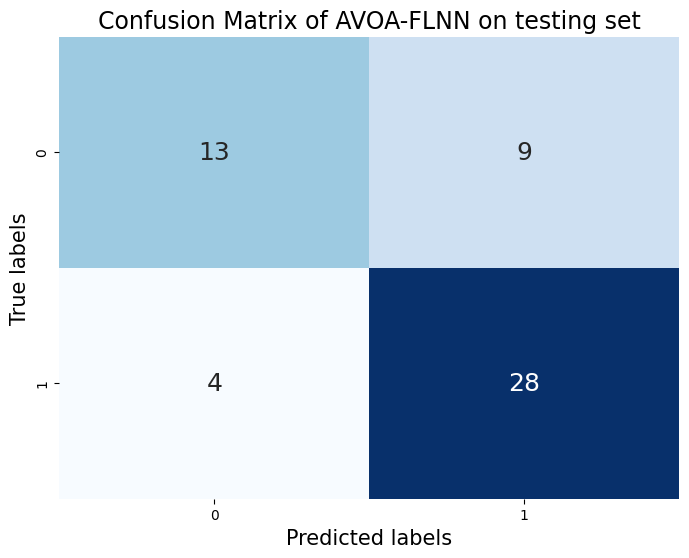 Confusion Matrix of AVOA-FLNN on testing set
True labels
0
13
9
1
4
28
0
1
Predicted labels